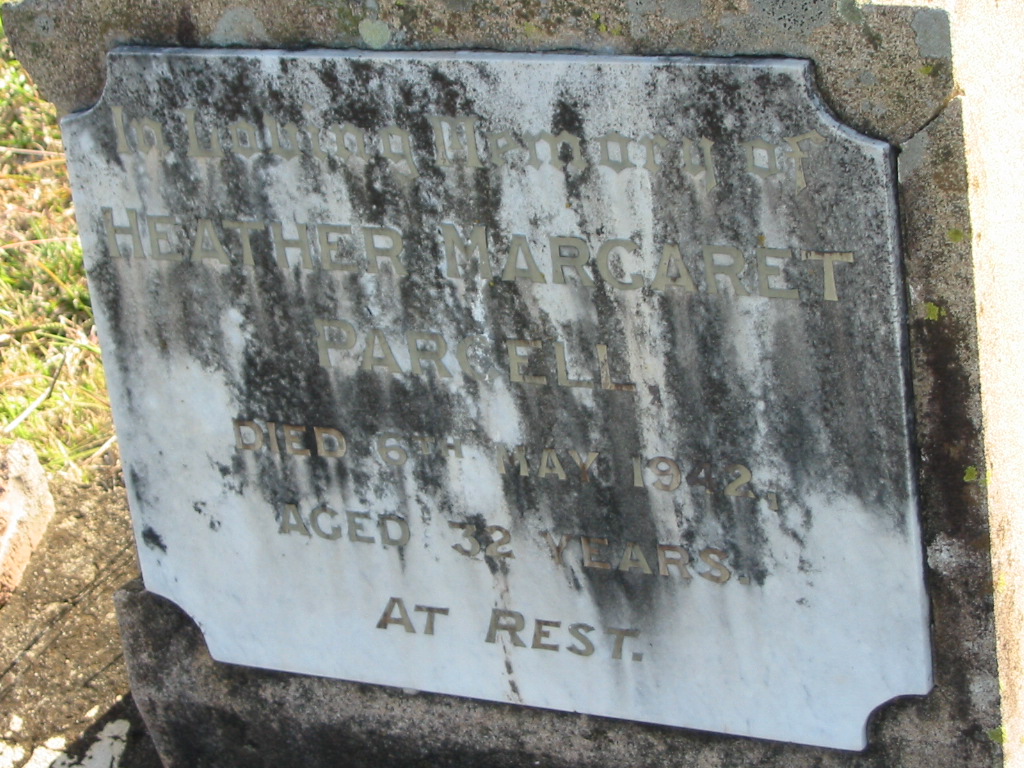 In Loving Memory of
HEATHER MARGARET
PARCELL,
DIED 6TH MAY 1942,
AGED 32 YEARS.
AT REST.